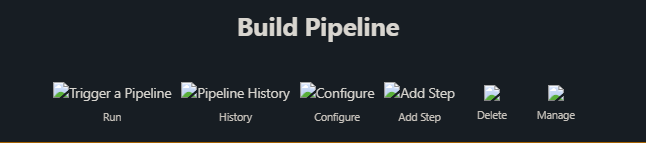 Build Pipeline
Trigger a Pipeline Pipeline History Configure Add Step
Run History Configure Add Step Delete Manage